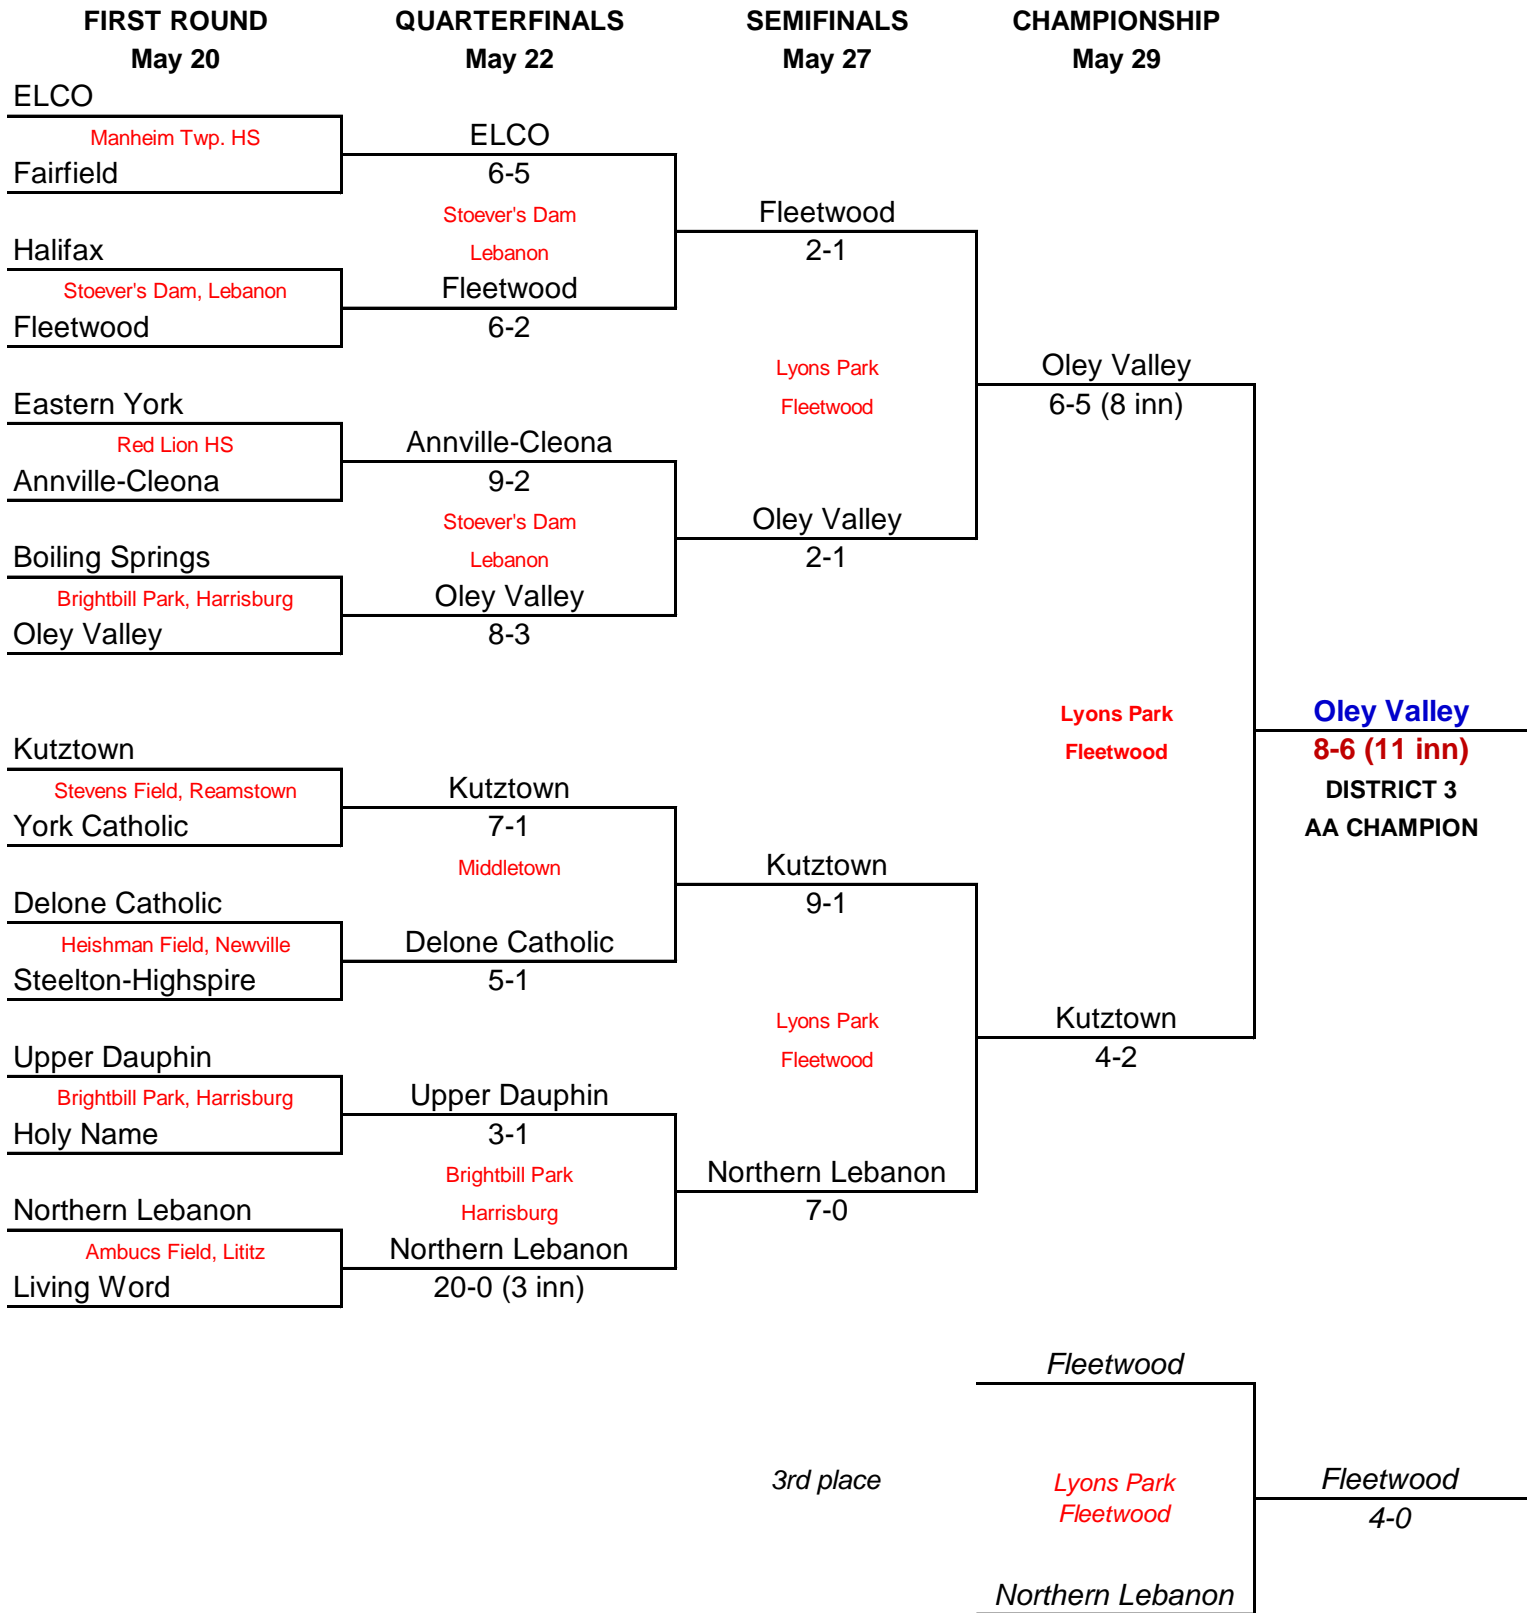 FIRST ROUND QUARTERFINALS SEMIFINALS CHAMPIONSHIP
May 20 May 22 May 27 May 29
ELCO
Manheim Twp. HS
ELCO
Fairfield
6-5
Stoever's Dam
Fleetwood
Halifax
Lebanon
2-1
Stoever's Dam, Lebanon
Fleetwood
Fleetwood
6-2
Lyons Park
Oley Valley
Eastern York
Fleetwood
6-5 (8 inn)
Red Lion HS
Annville-Cleona
Annville-Cleona
9-2
Stoever's Dam
Oley Valley
Boiling Springs
Lebanon
2-1
Brightbill Park, Harrisburg
Oley Valley
Oley Valley
8-3
Lyons Park
Oley Valley
Kutztown
Fleetwood
8-6 (11 inn)
Stevens Field, Reamstown
Kutztown
DISTRICT 3
York Catholic
7-1
AA CHAMPION
Middletown
Kutztown
Delone Catholic
9-1
Heishman Field, Newville
Delone Catholic
Steelton-Highspire
5-1
Lyons Park
Kutztown
Upper Dauphin
Fleetwood
4-2
Brightbill Park, Harrisburg
Upper Dauphin
Holy Name
3-1
Brightbill Park
Northern Lebanon
Northern Lebanon
Harrisburg
7-0
Ambucs Field, Lititz
Northern Lebanon
Living Word
20-0 (3 inn)
Fleetwood
3rd place
Lyons Park
Fleetwood
Fleetwood
4-0
Northern Lebanon